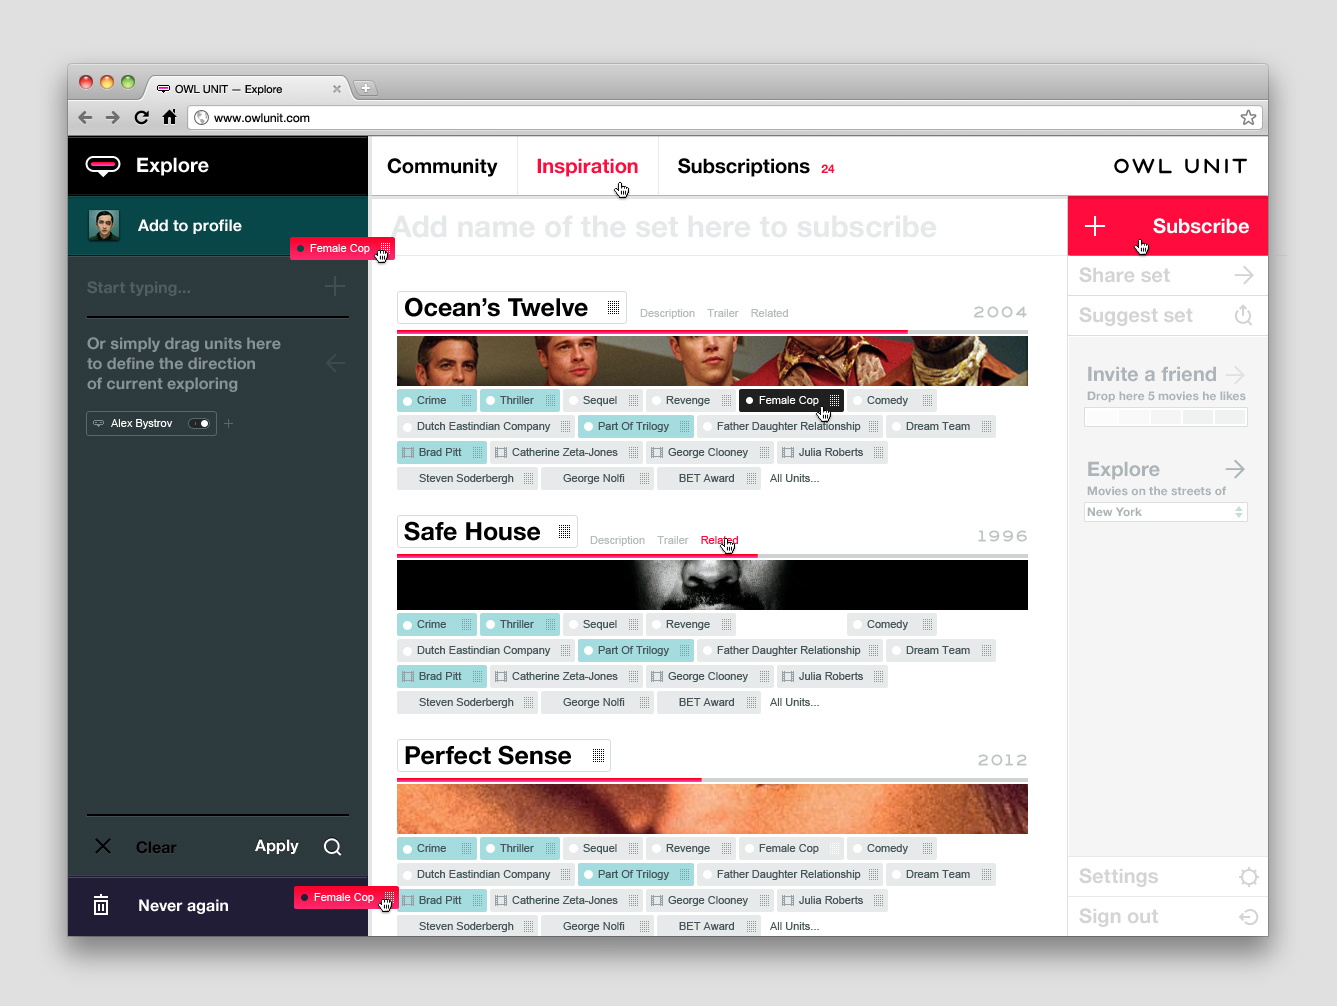 OWL UNIT — Explore
www.owlunit.com
Explore
Community
Inspiration
Subscriptions 24
OWL UNIT
Add to profile
Female Cop
Add name of the set here to subscribe
Subscribe
Start typing...
Or simply drag units here
to define the direction
of current exploring
Alex Bystrov
Clear
Apply
Never again
Female Cop
Ocean's Twelve
Description Trailer Related
2004
Crime Thriller Sequel Revenge Female Cop Comedy
Dutch Eastindian Company Part Of Trilogy Father Daughter Relationship Dream Team
Brad Pitt Catherine Zeta-Jones George Clooney Julia Roberts
Steven Soderbergh George Nolfi BET Award All Units...
Safe House
Description Trailer Related
1996
Crime Thriller Sequel Revenge Comedy
Dutch Eastindian Company Part Of Trilogy Father Daughter Relationship Dream Team
Brad Pitt Catherine Zeta-Jones George Clooney Julia Roberts
Steven Soderbergh George Nolfi BET Award All Units...
Perfect Sense
2012
Crime Thriller Sequel Revenge Female Cop Comedy
Dutch Eastindian Company Part Of Trilogy Father Daughter Relationship Dream Team
Brad Pitt Catherine Zeta-Jones George Clooney Julia Roberts
Steven Soderbergh George Nolfi BET Award All Units...
Share set
Suggest set
Invite a friend
Drop here 5 movies he likes
Explore
Movies on the streets of
New York
Settings
Sign out